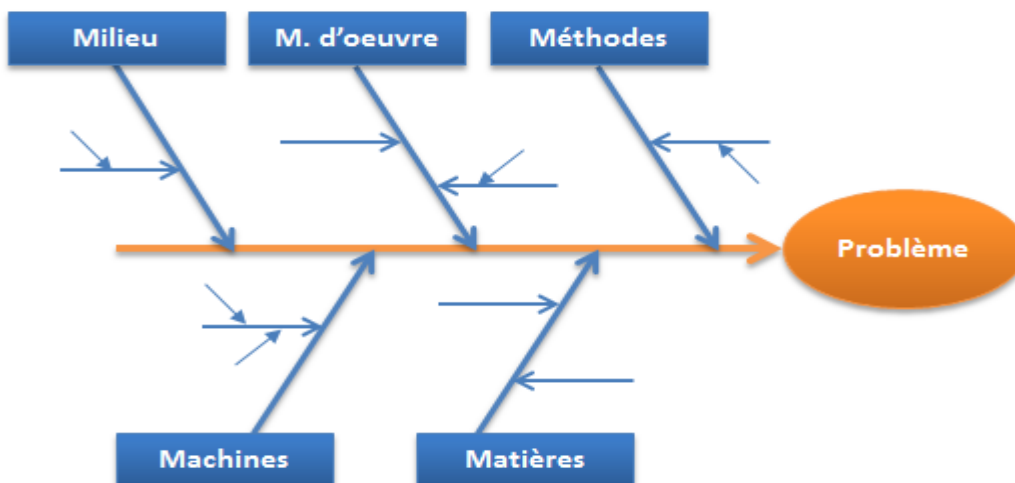 Milieu
M. d'oeuvre
Méthodes
Problème
Machines
Matières